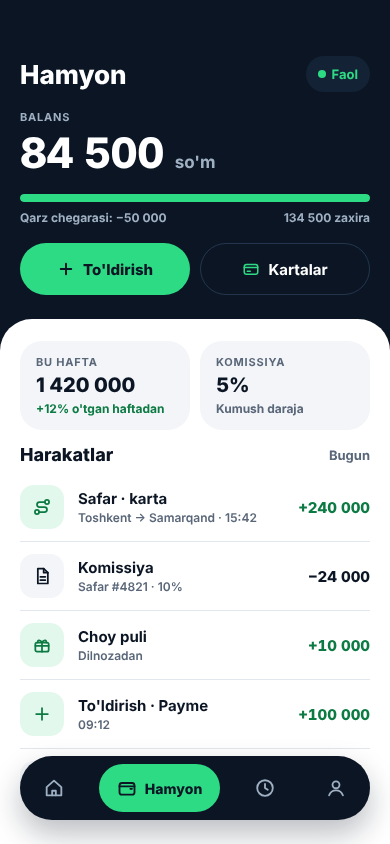 Hamyon
Faol
BALANS
84 500 so'm
Qarz chegarasi: −50 000
134 500 zaxira
To'ldirish
Kartalar
BU HAFTA
1 420 000
+12% o'tgan haftadan
KOMISSIYA
5%
Kumush daraja
Harakatlar
Bugun
Safar · karta
Toshkent → Samarqand · 15:42
+240 000
Komissiya
Safar #4821 · 10%
−24 000
Choy puli
Dilnozadan
+10 000
To'ldirish · Payme
09:12
+100 000
Hamyon